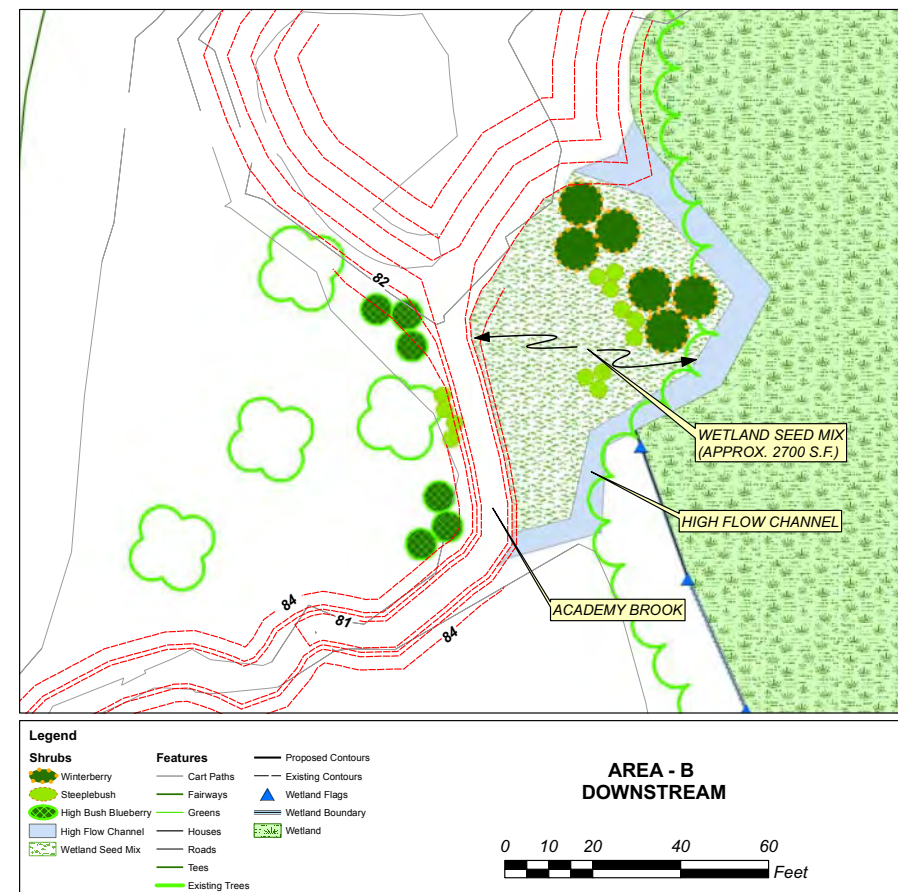 82
WETLAND SEED MIX
(APPROX. 2700 S.F.)
HIGH FLOW CHANNEL
ACADEMY BROOK
84
81
84
Legend
Shrubs
Winterberry
Steeplebush
High Bush Blueberry
High Flow Channel
Wetland Seed Mix
Features
Cart Paths
Fairways
Greens
Houses
Roads
Tees
Existing Trees
Proposed Contours
Existing Contours
Wetland Flags
Wetland Boundary
Wetland
AREA - B
DOWNSTREAM
0 10 20 40 60
Feet